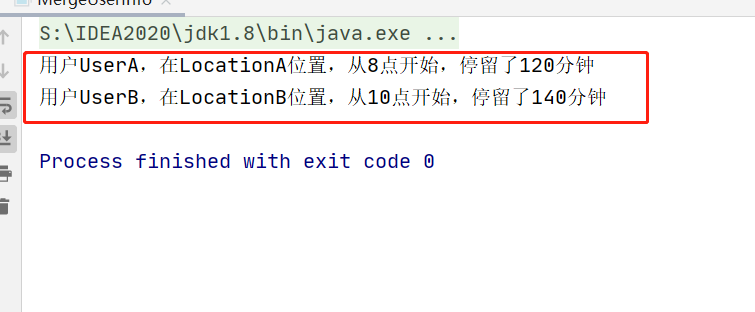 MergeUserInfo
S:\IDEA2020\jdk1.8\bin\java.exe ...
用户UserA，在LocationA位置，从8点开始，停留了120分钟
用户UserB，在LocationB位置，从10点开始，停留了140分钟
Process finished with exit code 0